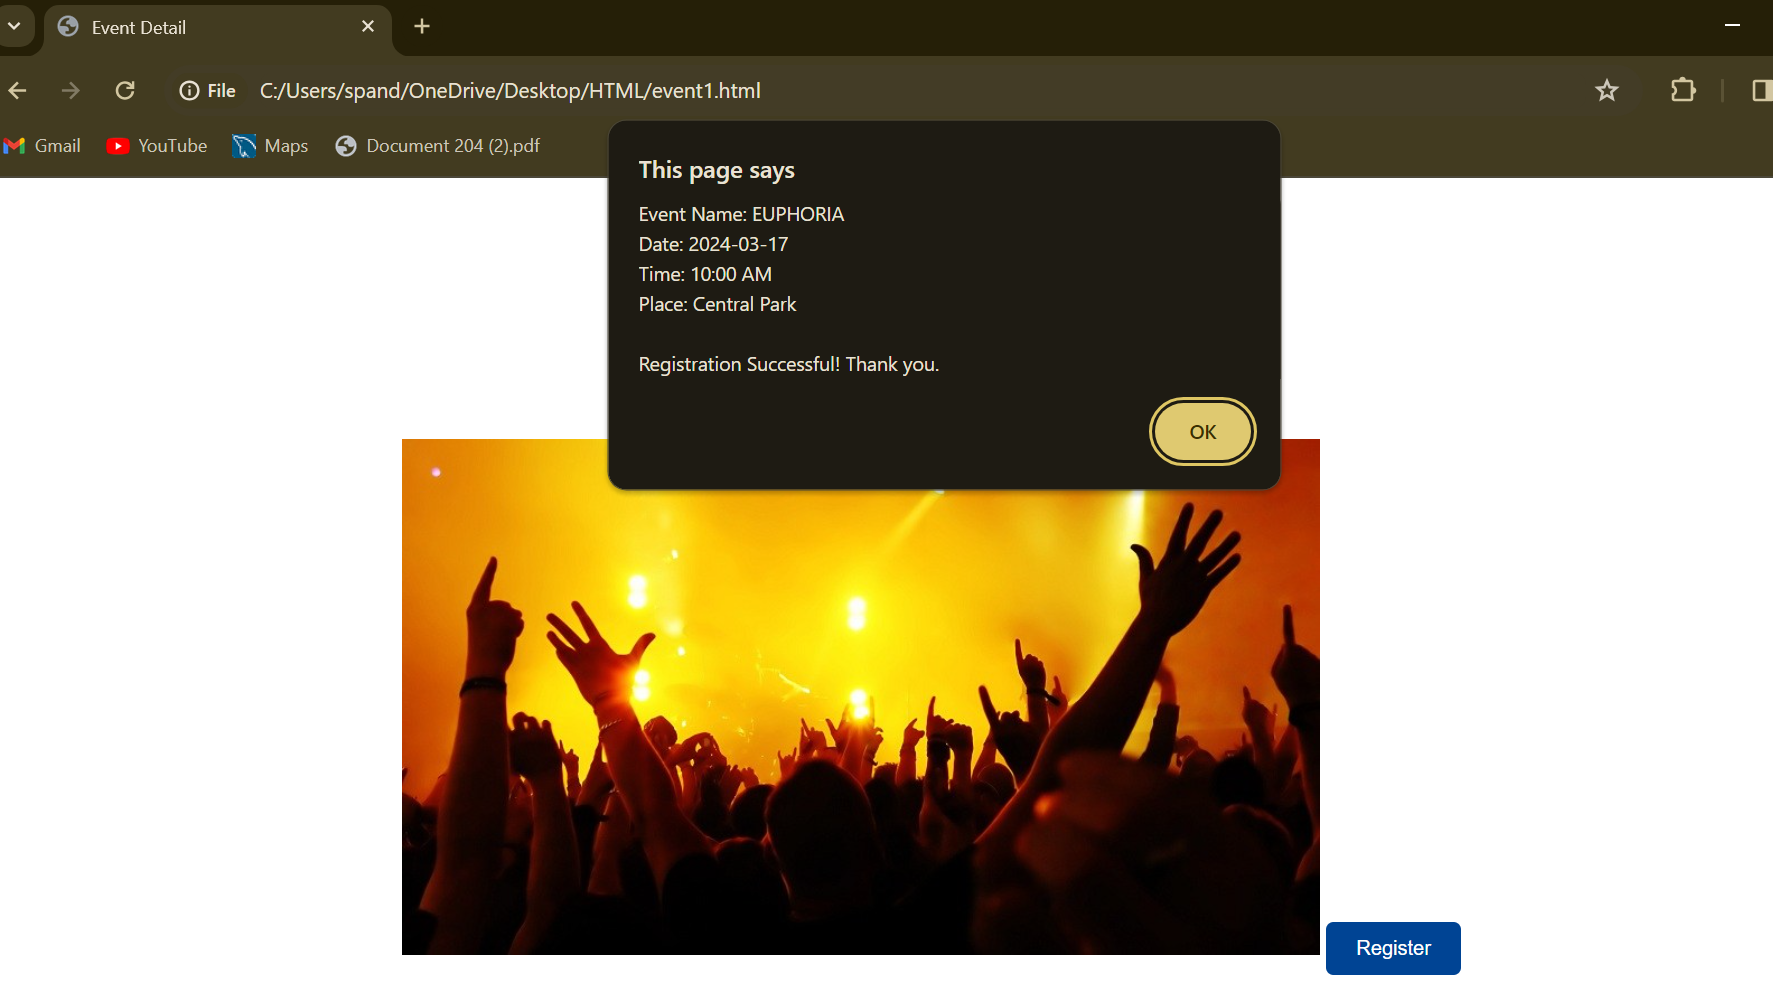 Event Detail
File C:/Users/spand/OneDrive/Desktop/HTML/event1.html
Gmail YouTube Maps Document 204 (2).pdf
This page says
Event Name: EUPHORIA
Date: 2024-03-17
Time: 10:00 AM
Place: Central Park
Registration Successful! Thank you.
OK
Register